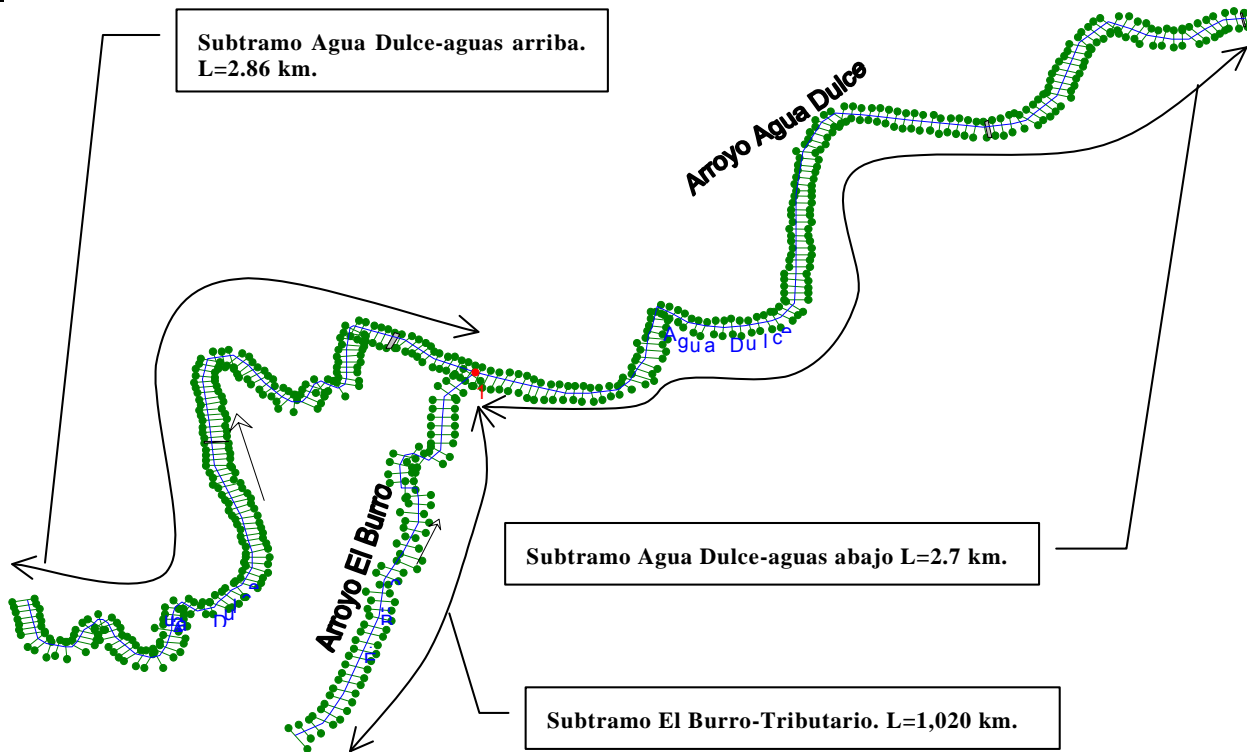 Subtramo Agua Dulce-aguas arriba.
L=2.86 km.
Arroyo Agua Dulce
Agua Dulce
1
Arroyo El Burro
Subtramo Agua Dulce-aguas abajo L=2.7 km.
Subtramo El Burro-Tributario. L=1,020 km.